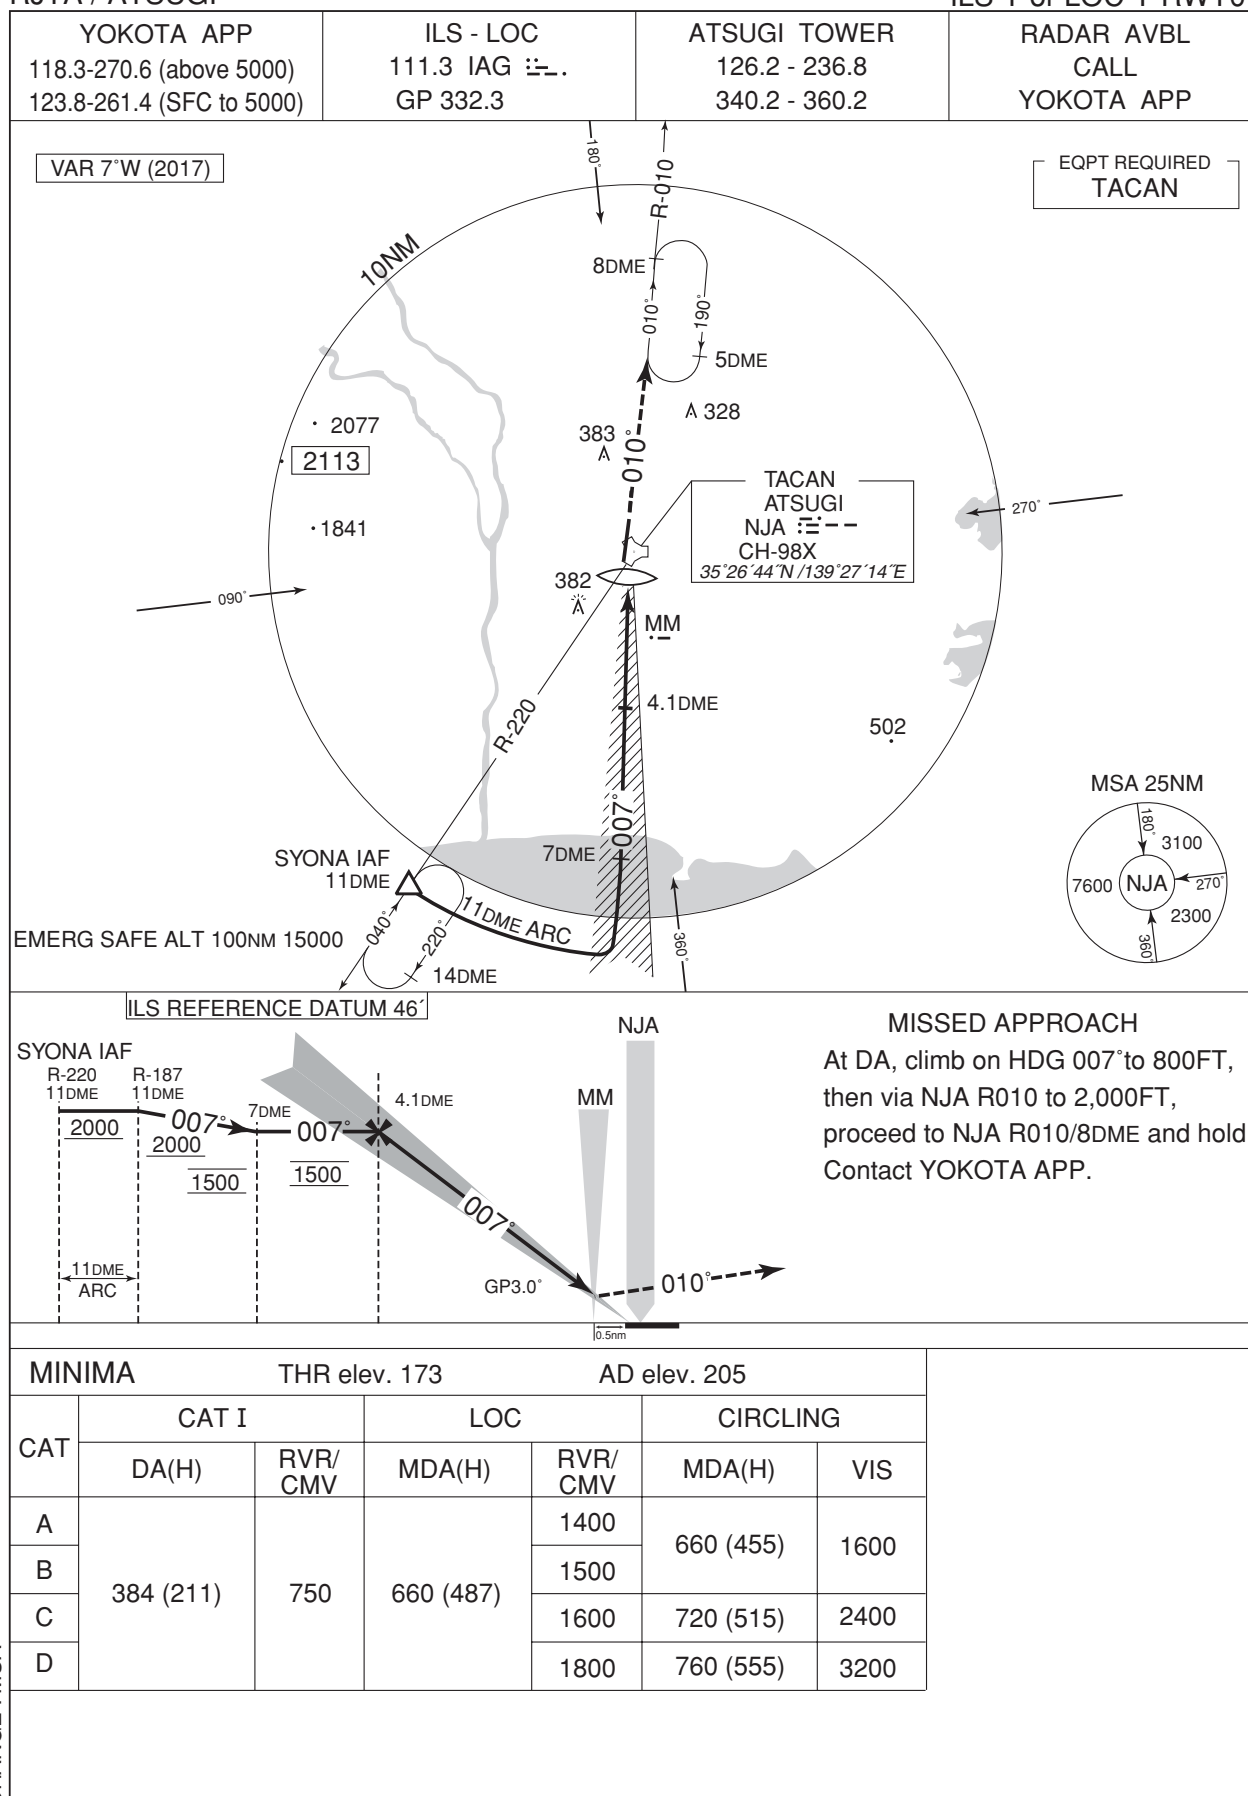 RJTA / ATSUGI
YOKOTA APP
118.3-270.6 (above 5000)
123.8-261.4 (SFC to 5000)
ILS - LOC
111.3 IAG
GP 332.3
ATSUGI TOWER
126.2 - 236.8
340.2 - 360.2
RADAR AVBL
CALL
YOKOTA APP
VAR 7°W (2017)
EQPT REQUIRED
TACAN
180°
R-010
10NM
8DME
010°
190°
5DME
328
383
010°
2077
2113
1841
TACAN
ATSUGI
NJA
CH-98X
35°26´44˝N /139°27´14˝E
270°
090°
382
MM
4.1DME
R-220
502
007°
7DME
SYONA IAF
11DME
11DME ARC
040°
220°
14DME
360°
EMERG SAFE ALT 100NM 15000
MSA 25NM
180°
3100
7600
NJA
270°
2300
360°
ILS REFERENCE DATUM 46´
SYONA IAF
R-220
11DME
R-187
11DME
2000
007°
2000
7DME
1500
007°
1500
4.1DME
007°
11DME
ARC
GP3.0°
MM
NJA
010°
0.5nm
MISSED APPROACH
At DA, climb on HDG 007°to 800FT,
then via NJA R010 to 2,000FT,
proceed to NJA R010/8DME and hold
Contact YOKOTA APP.
MINIMA THR elev. 173 AD elev. 205
CAT
CAT I LOC CIRCLING
DA(H) RVR/CMV MDA(H) RVR/CMV MDA(H) VIS
A 384 (211) 750 660 (487) 1400 660 (455) 1600
B 1500
C 1600 720 (515) 2400
D 1800 760 (555) 3200